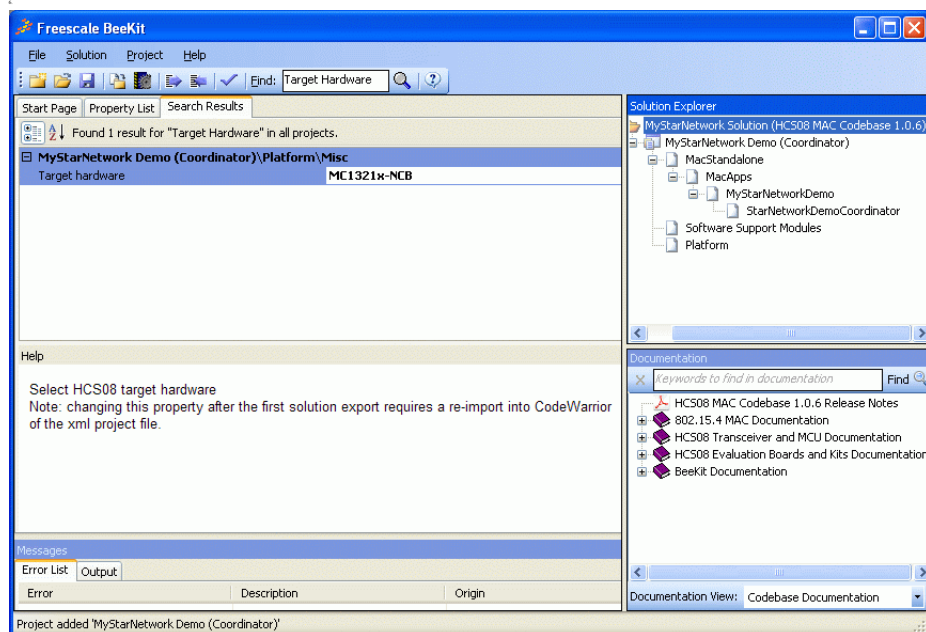 Freescale BeeKit
File Solution Project Help
Find: Target Hardware
Start Page Property List Search Results
Found 1 result for "Target Hardware" in all projects.
MyStarNetwork Demo (Coordinator)\Platform\Misc
Target hardware MC1321x-NCB
Help
Select HCS08 target hardware
Note: changing this property after the first solution export requires a re-import into CodeWarrior
of the xml project file.
Messages
Error List Output
Error Description Origin
Project added 'MyStarNetwork Demo (Coordinator)'
Solution Explorer
MyStarNetwork Solution (HCS08 MAC Codebase 1.0.6)
MyStarNetwork Demo (Coordinator)
MacStandalone
MacApps
MyStarNetworkDemo
StarNetworkDemoCoordinator
Software Support Modules
Platform
Documentation
Keywords to find in documentation Find
HCS08 MAC Codebase 1.0.6 Release Notes
802.15.4 MAC Documentation
HCS08 Transceiver and MCU Documentation
HCS08 Evaluation Boards and Kits Documentation
BeeKit Documentation
Documentation View: Codebase Documentation